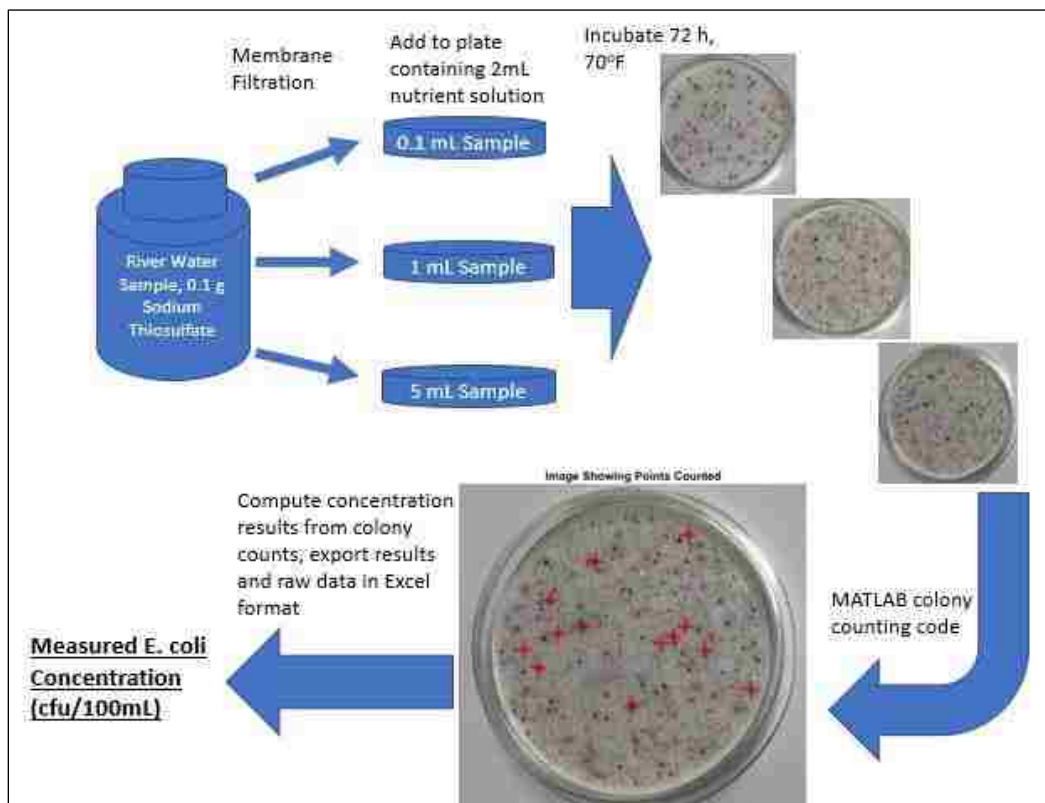 Membrane
Filtration
Add to plate
containing 2mL
nutrient solution
Incubate 72 h,
70°F
0.1 mL Sample
1 mL Sample
5 mL Sample
River Water
Sample, 0.1 g
Sodium
Thiosulfate
Image Showing Points Counted
Compute concentration
results from colony
counts, export results
and raw data in Excel
format
MATLAB colony
counting code
Measured E. coli
Concentration
(cfu/100mL)